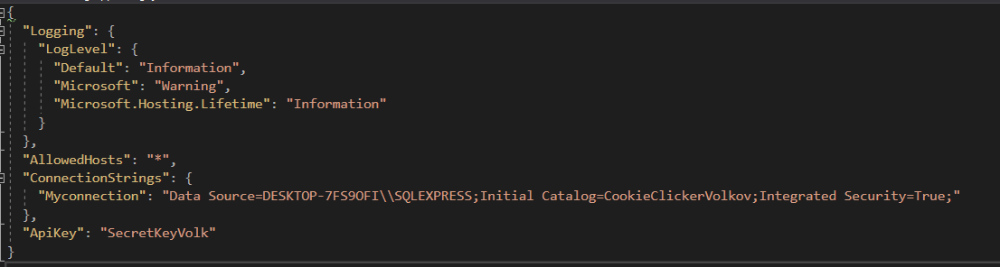 {
"Logging": {
"LogLevel": {
"Default": "Information",
"Microsoft": "Warning",
"Microsoft.Hosting.Lifetime": "Information"
}
},
"AllowedHosts": "*",
"ConnectionStrings": {
"Myconnection": "Data Source=DESKTOP-7FS9OFI\\SQLEXPRESS;Initial Catalog=CookieClickerVolkov;Integrated Security=True;"
},
"ApiKey": "SecretKeyVolk"
}